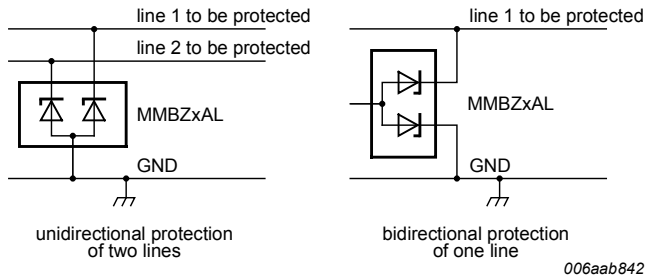 line 1 to be protected
line 2 to be protected
MMBZxAL
GND
unidirectional protection
of two lines
line 1 to be protected
MMBZxAL
GND
bidirectional protection
of one line
006aab842